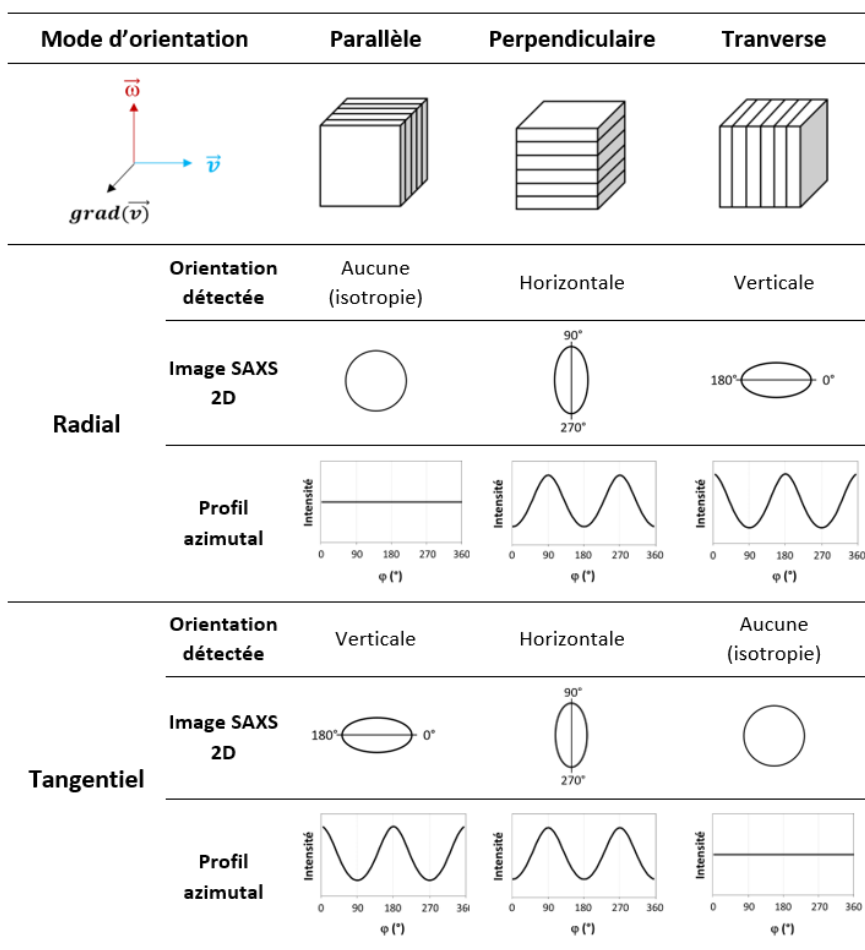 Mode d'orientation Parallèle Perpendiculaire Tranverse
ω
v
grad(v)
Orientation détectée Aucune (isotropie) Horizontale Verticale
90°
Image SAXS 2D 180° 0°
270°
Radial
Profil azimutal
Intensité Intensité Intensité
0 90 180 270 360 0 90 180 270 360 0 90 180 270 360
φ (°) φ (°) φ (°)
Orientation détectée Verticale Horizontale Aucune (isotropie)
90°
Image SAXS 2D 180° 0°
270°
Tangentiel
Profil azimutal
Intensité Intensité Intensité
0 90 180 270 36 0 90 180 270 360 0 90 180 270 360
φ (°) φ (°) φ (°)